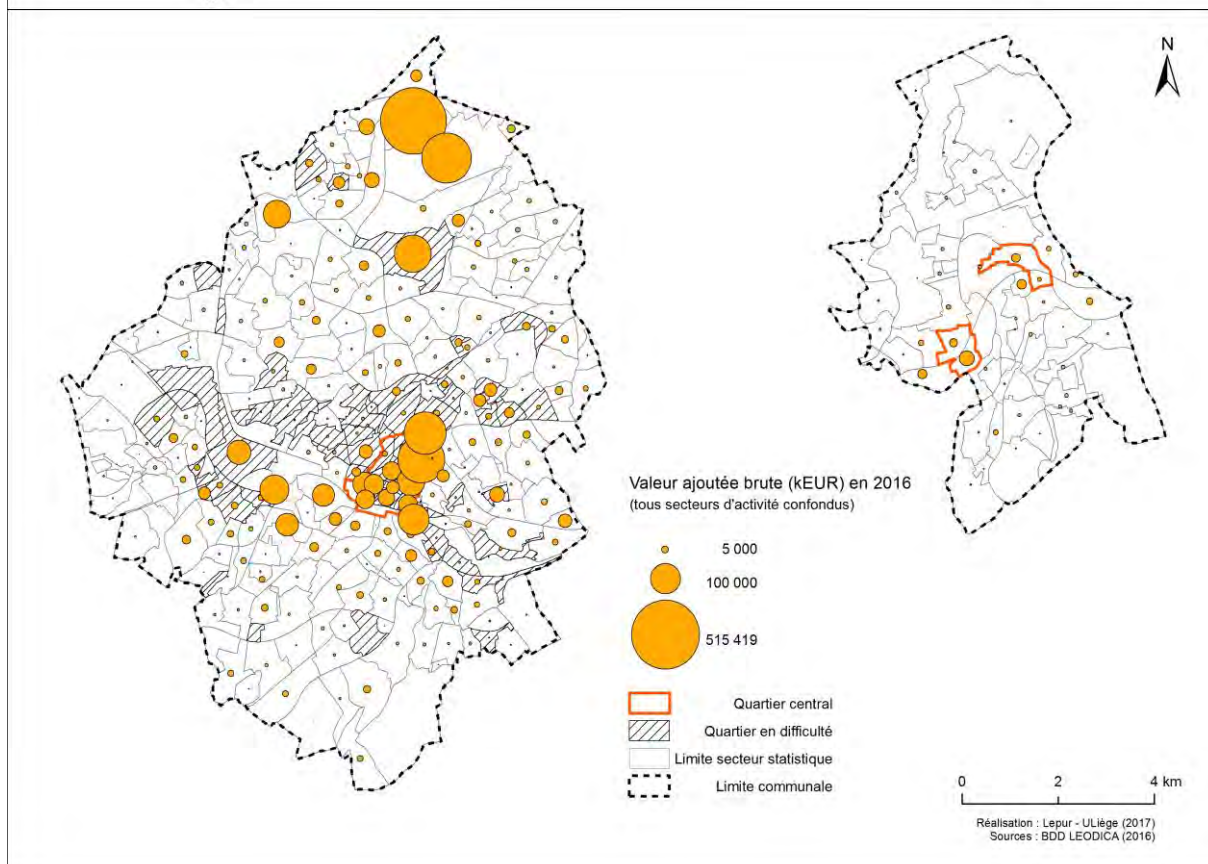 N
Valeur ajoutée brute (kEUR) en 2016
(tous secteurs d'activité confondus)
5 000
100 000
515 419
Quartier central
Quartier en difficulté
Limite secteur statistique
Limite communale
0 2 4 km
Réalisation : Lepur - ULiège (2017)
Sources : BDD LEODICA (2016)